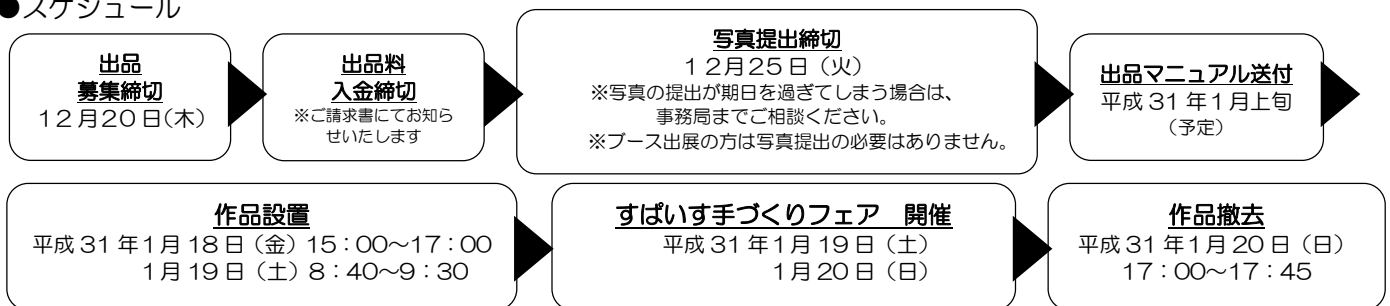 ●スケジュール
出品
募集締切
12月20日(木)
出品料
入金締切
※ご請求書にてお知ら
せいたします
写真提出締切
12月25日(火)
※写真の提出が期日を過ぎてしまう場合は、
事務局までご相談ください。
※ブース出展の方は写真提出の必要はありません。
出品マニュアル送付
平成31年1月上旬
(予定)
作品設置
平成31年1月18日(金)15:00~17:00
1月19日(土)8:40~9:30
すぱいす手づくりフェア 開催
平成31年1月19日(土)
1月20日(日)
作品撤去
平成31年1月20日(日)
17:00~17:45